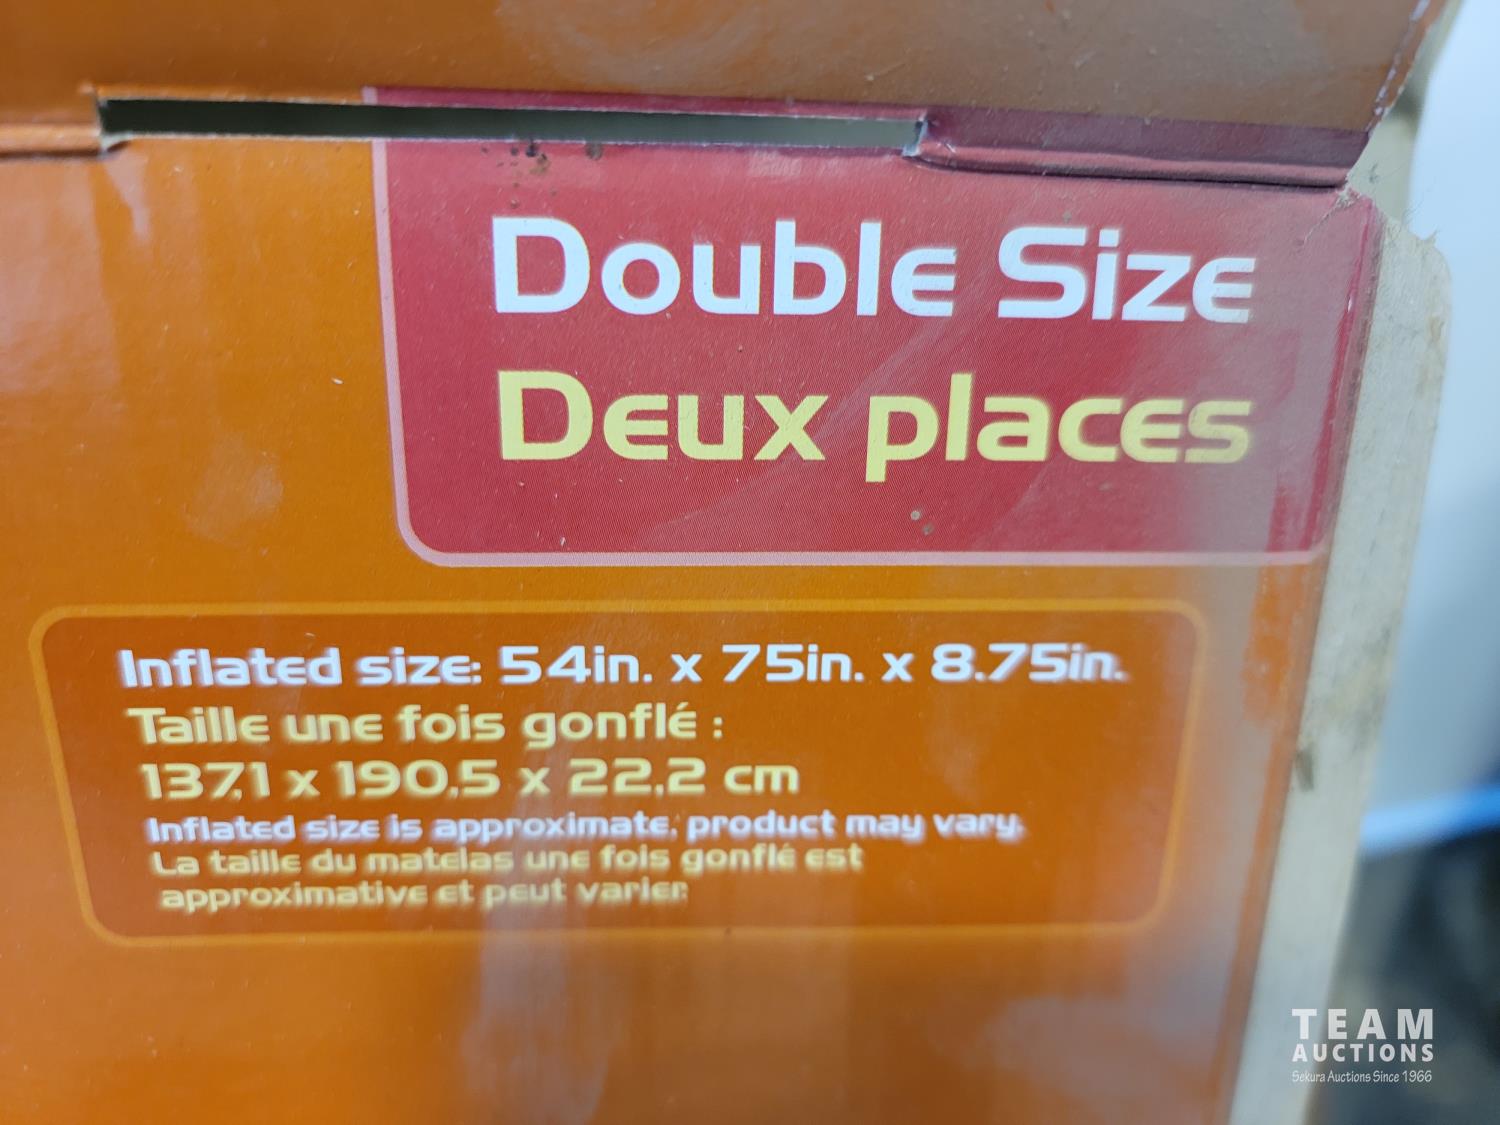 Double Size
Deux places
Inflated size: 54in. x 75in. x 8.75in.
Taille une fois gonflé :
137,1 x 190,5 x 22,2 cm
Inflated size is approximate, product may vary.
La taille du matelas une fois gonflé est
approximative et peut varier.
TEAM
AUCTIONS
Sekura Auctions Since 1966